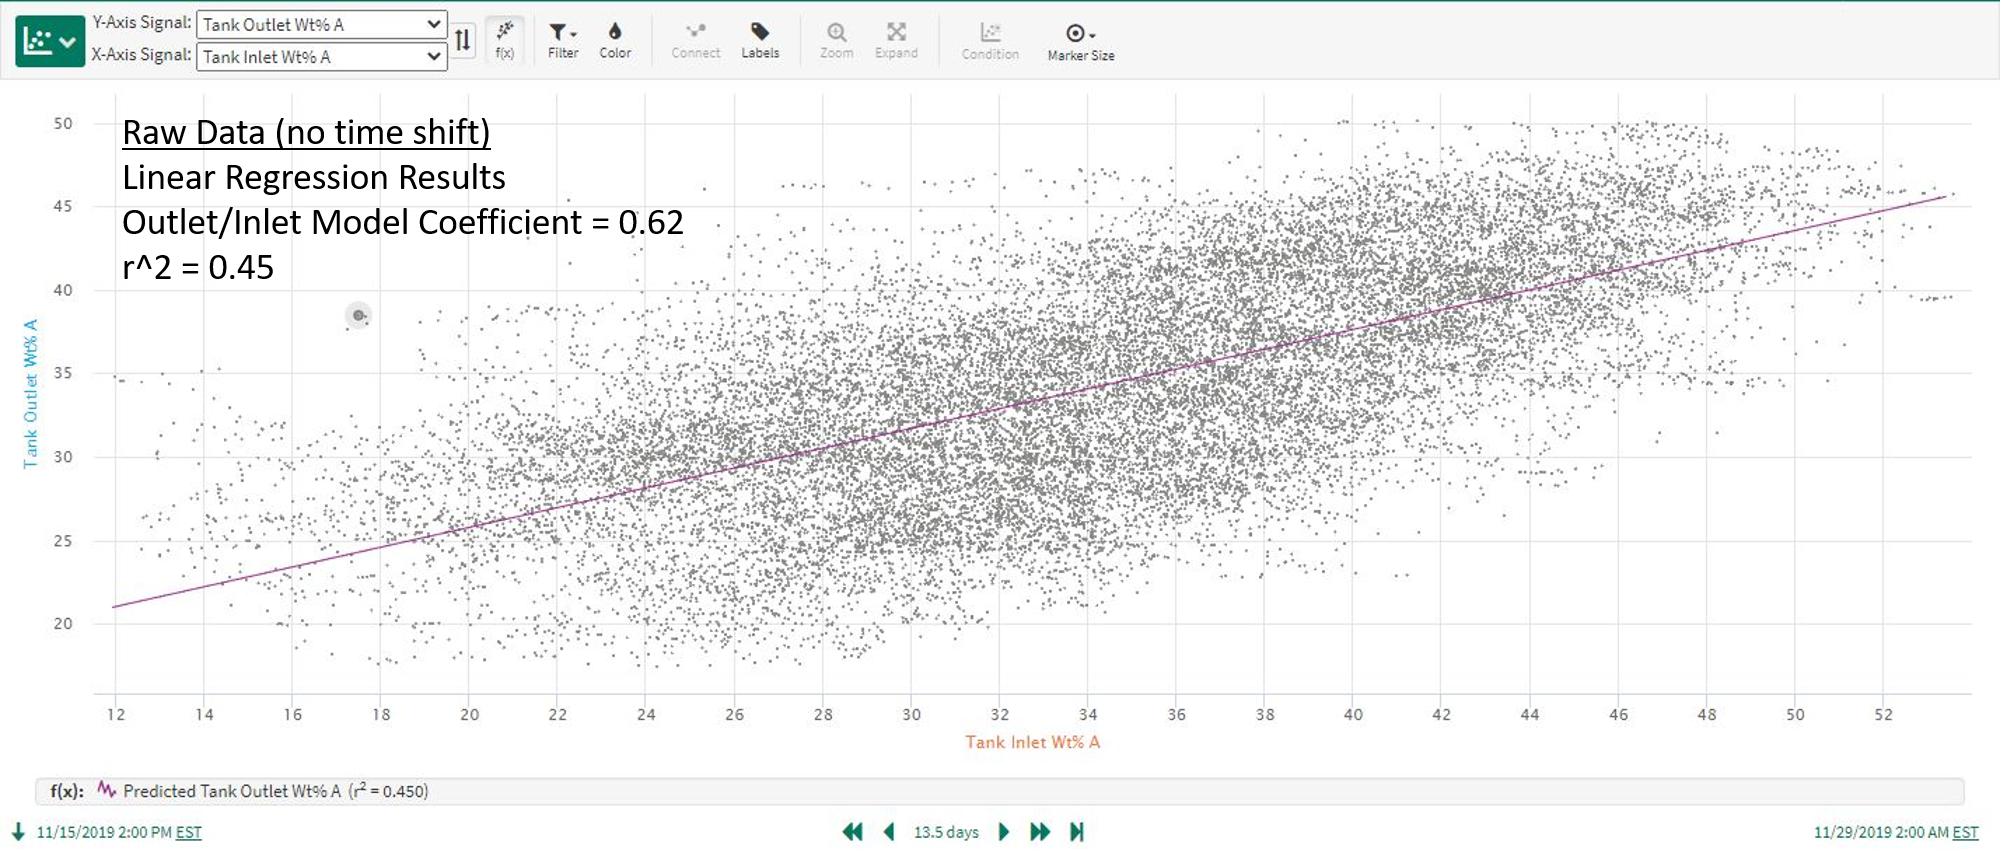 Y-Axis Signal: Tank Outlet Wt% A
X-Axis Signal: Tank Inlet Wt% A
f(x)
Filter
Color
Connect
Labels
Zoom
Expand
Condition
Marker Size
Raw Data (no time shift)
Linear Regression Results
Outlet/Inlet Model Coefficient = 0.62
r^2 = 0.45
Tank Outlet Wt% A
50
45
40
35
30
25
20
12 14 16 18 20 22 24 26 28 30 32 34 36 38 40 42 44 46 48 50 52
Tank Inlet Wt% A
f(x): Predicted Tank Outlet Wt% A (r² = 0.450)
11/15/2019 2:00 PM EST
13.5 days
11/29/2019 2:00 AM EST